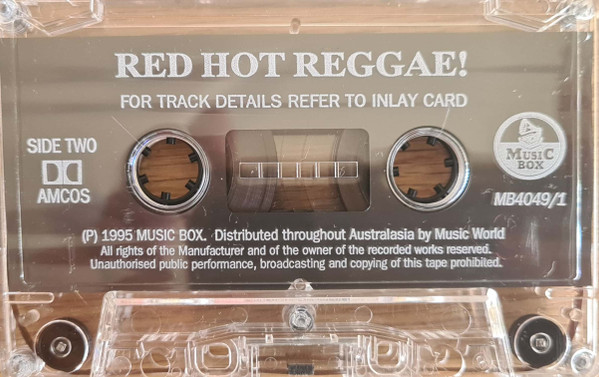 RED HOT REGGAE!
FOR TRACK DETAILS REFER TO INLAY CARD
SIDE TWO
AMCOS
MUSIC
BOX
MB4049/1
(P) 1995 MUSIC BOX. Distributed throughout Australasia by Music World
All rights of the Manufacturer and of the owner of the recorded works reserved.
Unauthorised public performance, broadcasting and copying of this tape prohibited.